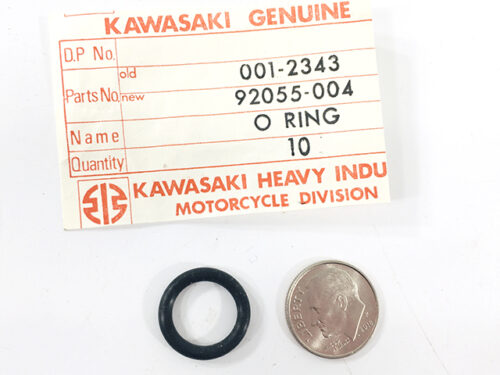 KAWASAKI GENUINE
D.P No.
old 001-2343
Parts No. new 92055-004
Name O RING
Quantity 10
KAWASAKI HEAVY INDU
MOTORCYCLE DIVISION
LIBERTY